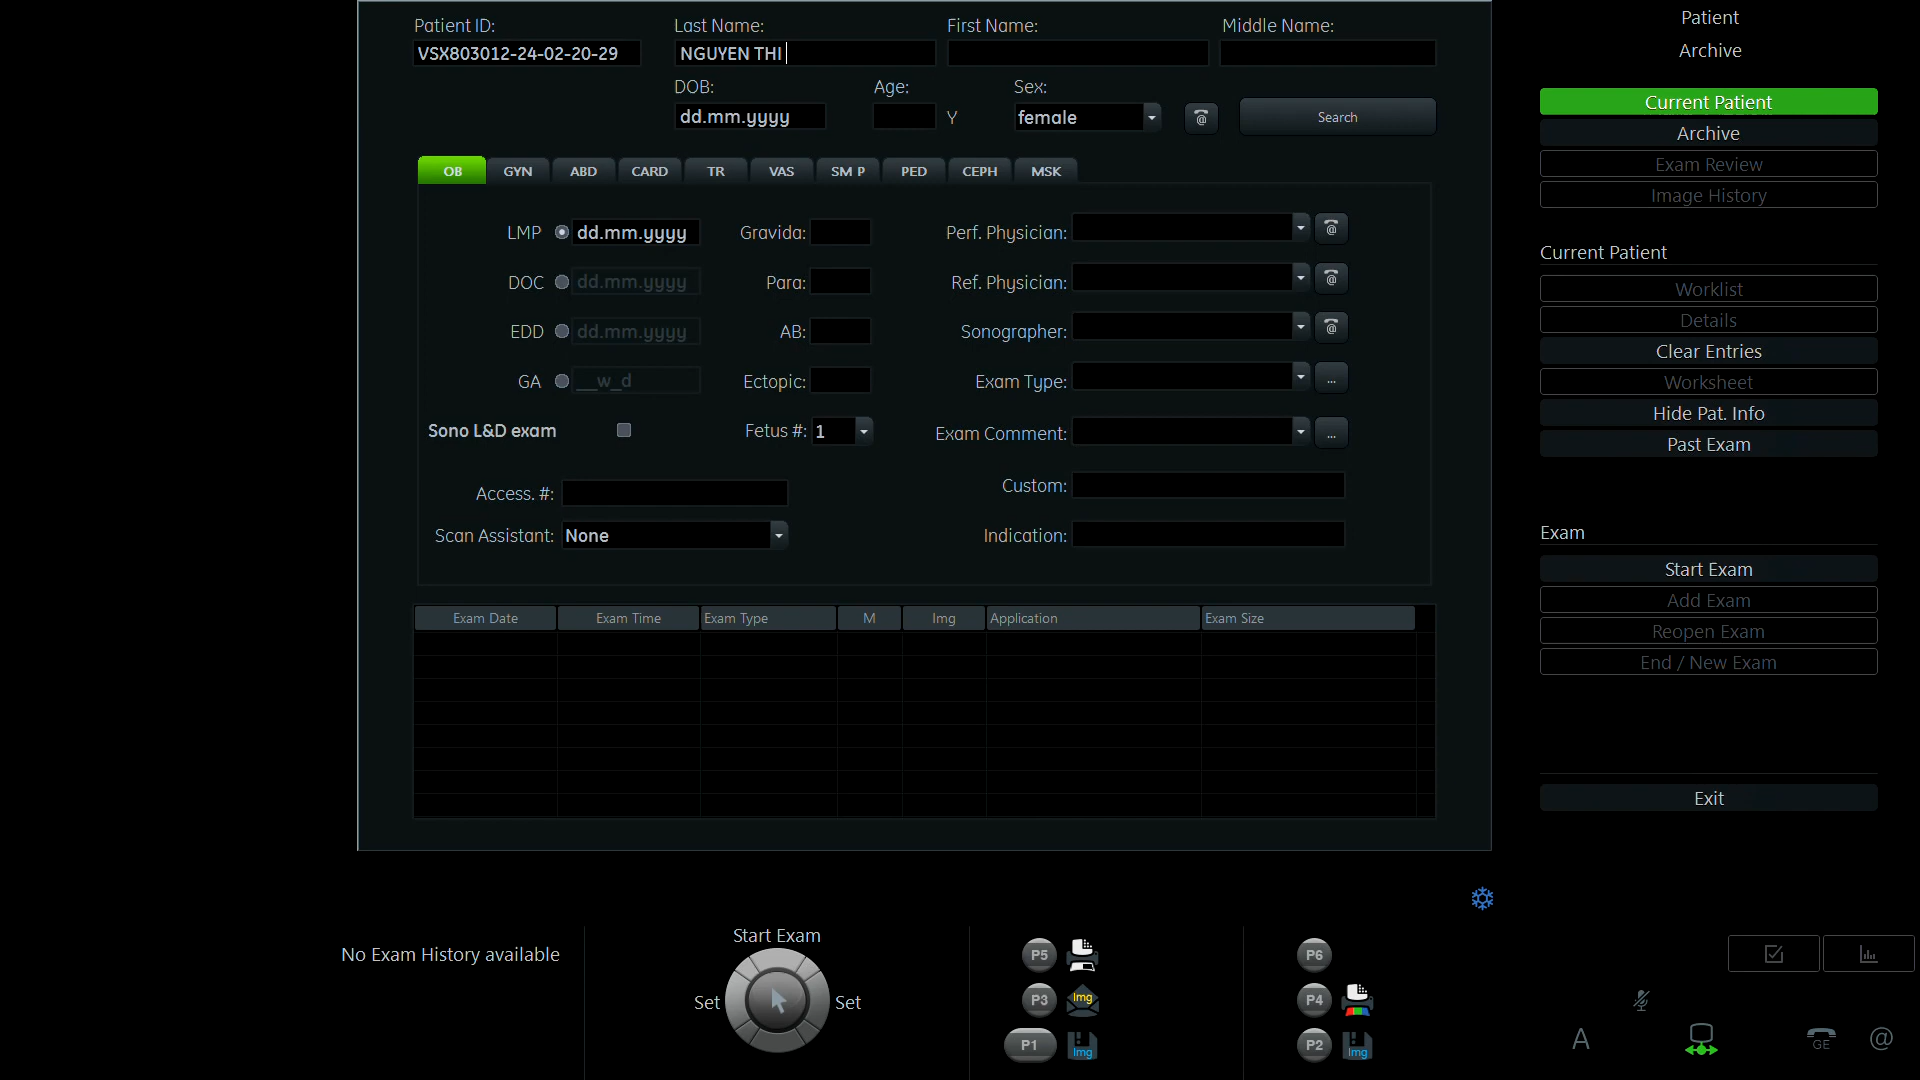 Patient ID: Last Name: First Name: Middle Name:
VSX803012-24-02-20-29 NGUYEN THI
DOB: Age: Sex:
dd.mm.yyyy Y female @ Search
OB GYN ABD CARD TR VAS SM P PED CEPH MSK
LMP dd.mm.yyyy Gravida: Perf. Physician: @
DOC dd.mm.yyyy Para: Ref. Physician: @
EDD dd.mm.yyyy AB: Sonographer: @
GA __w_d Ectopic: Exam Type: ...
Sono L&D exam Fetus #: 1 Exam Comment: ...
Access. #: Custom:
Scan Assistant: None Indication:
Exam Date Exam Time Exam Type M Img Application Exam Size
Patient
Archive
Current Patient
Archive
Exam Review
Image History
Current Patient
Worklist
Details
Clear Entries
Worksheet
Hide Pat. Info
Past Exam
Exam
Start Exam
Add Exam
Reopen Exam
End / New Exam
Exit
No Exam History available
Start Exam
Set Set
P5 P6
P3 Img P4
P1 Img P2 Img
A GE @